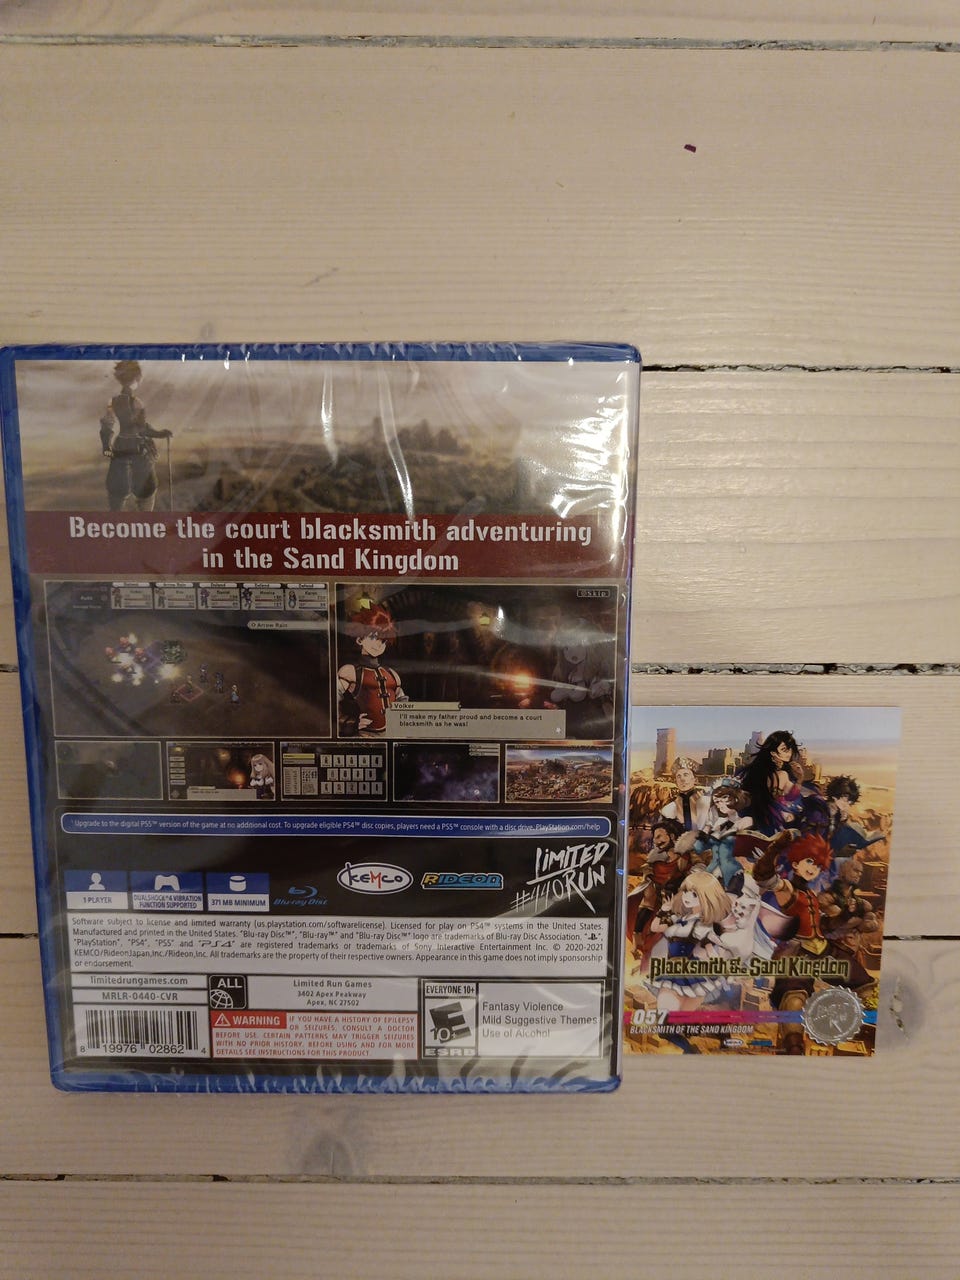 Become the court blacksmith adventuring
in the Sand Kingdom
Arrow Rain
Skip
Volker
I'll make my father proud and become a court
blacksmith as he was!
Upgrade to the digital PS5™ version of the game at no additional cost. To upgrade eligible PS4™ disc copies, players need a PS5™ console with a disc drive. PlayStation.com/help
LIMITED
RUN
#440
KEMCO
RIDEON
1 PLAYER
DUALSHOCK®4 VIBRATION
FUNCTION SUPPORTED
371 MB MINIMUM
Blu-ray Disc
Software subject to license and limited warranty (us.playstation.com/softwarelicense). Licensed for play on PS4™ systems in the United States.
Manufactured and printed in the United States. "Blu-ray Disc™", "Blu-ray™" and "Blu-ray Disc™" logo are trademarks of Blu-ray Disc Association.
"PlayStation", "PS4", "PS5" and "PS4" are registered trademarks or trademarks of Sony Interactive Entertainment Inc. © 2020-2021
KEMCO/RideonJapan,Inc./Rideon,Inc. All trademarks are the property of their respective owners. Appearance in this game does not imply sponsorship
or endorsement.
limitedrungames.com
MRLR-0440-CVR
8 19976 02862 4
ALL
Limited Run Games
3402 Apex Peakway
Apex, NC 27502
WARNING IF YOU HAVE A HISTORY OF EPILEPSY
OR SEIZURES, CONSULT A DOCTOR
BEFORE USE. CERTAIN PATTERNS MAY TRIGGER SEIZURES
WITH NO PRIOR HISTORY. BEFORE USING AND FOR MORE
DETAILS SEE INSTRUCTIONS FOR THIS PRODUCT.
EVERYONE 10+
E
10+
ESRB
Fantasy Violence
Mild Suggestive Themes
Use of Alcohol
Blacksmith of the Sand Kingdom
057
BLACKSMITH OF THE SAND KINGDOM